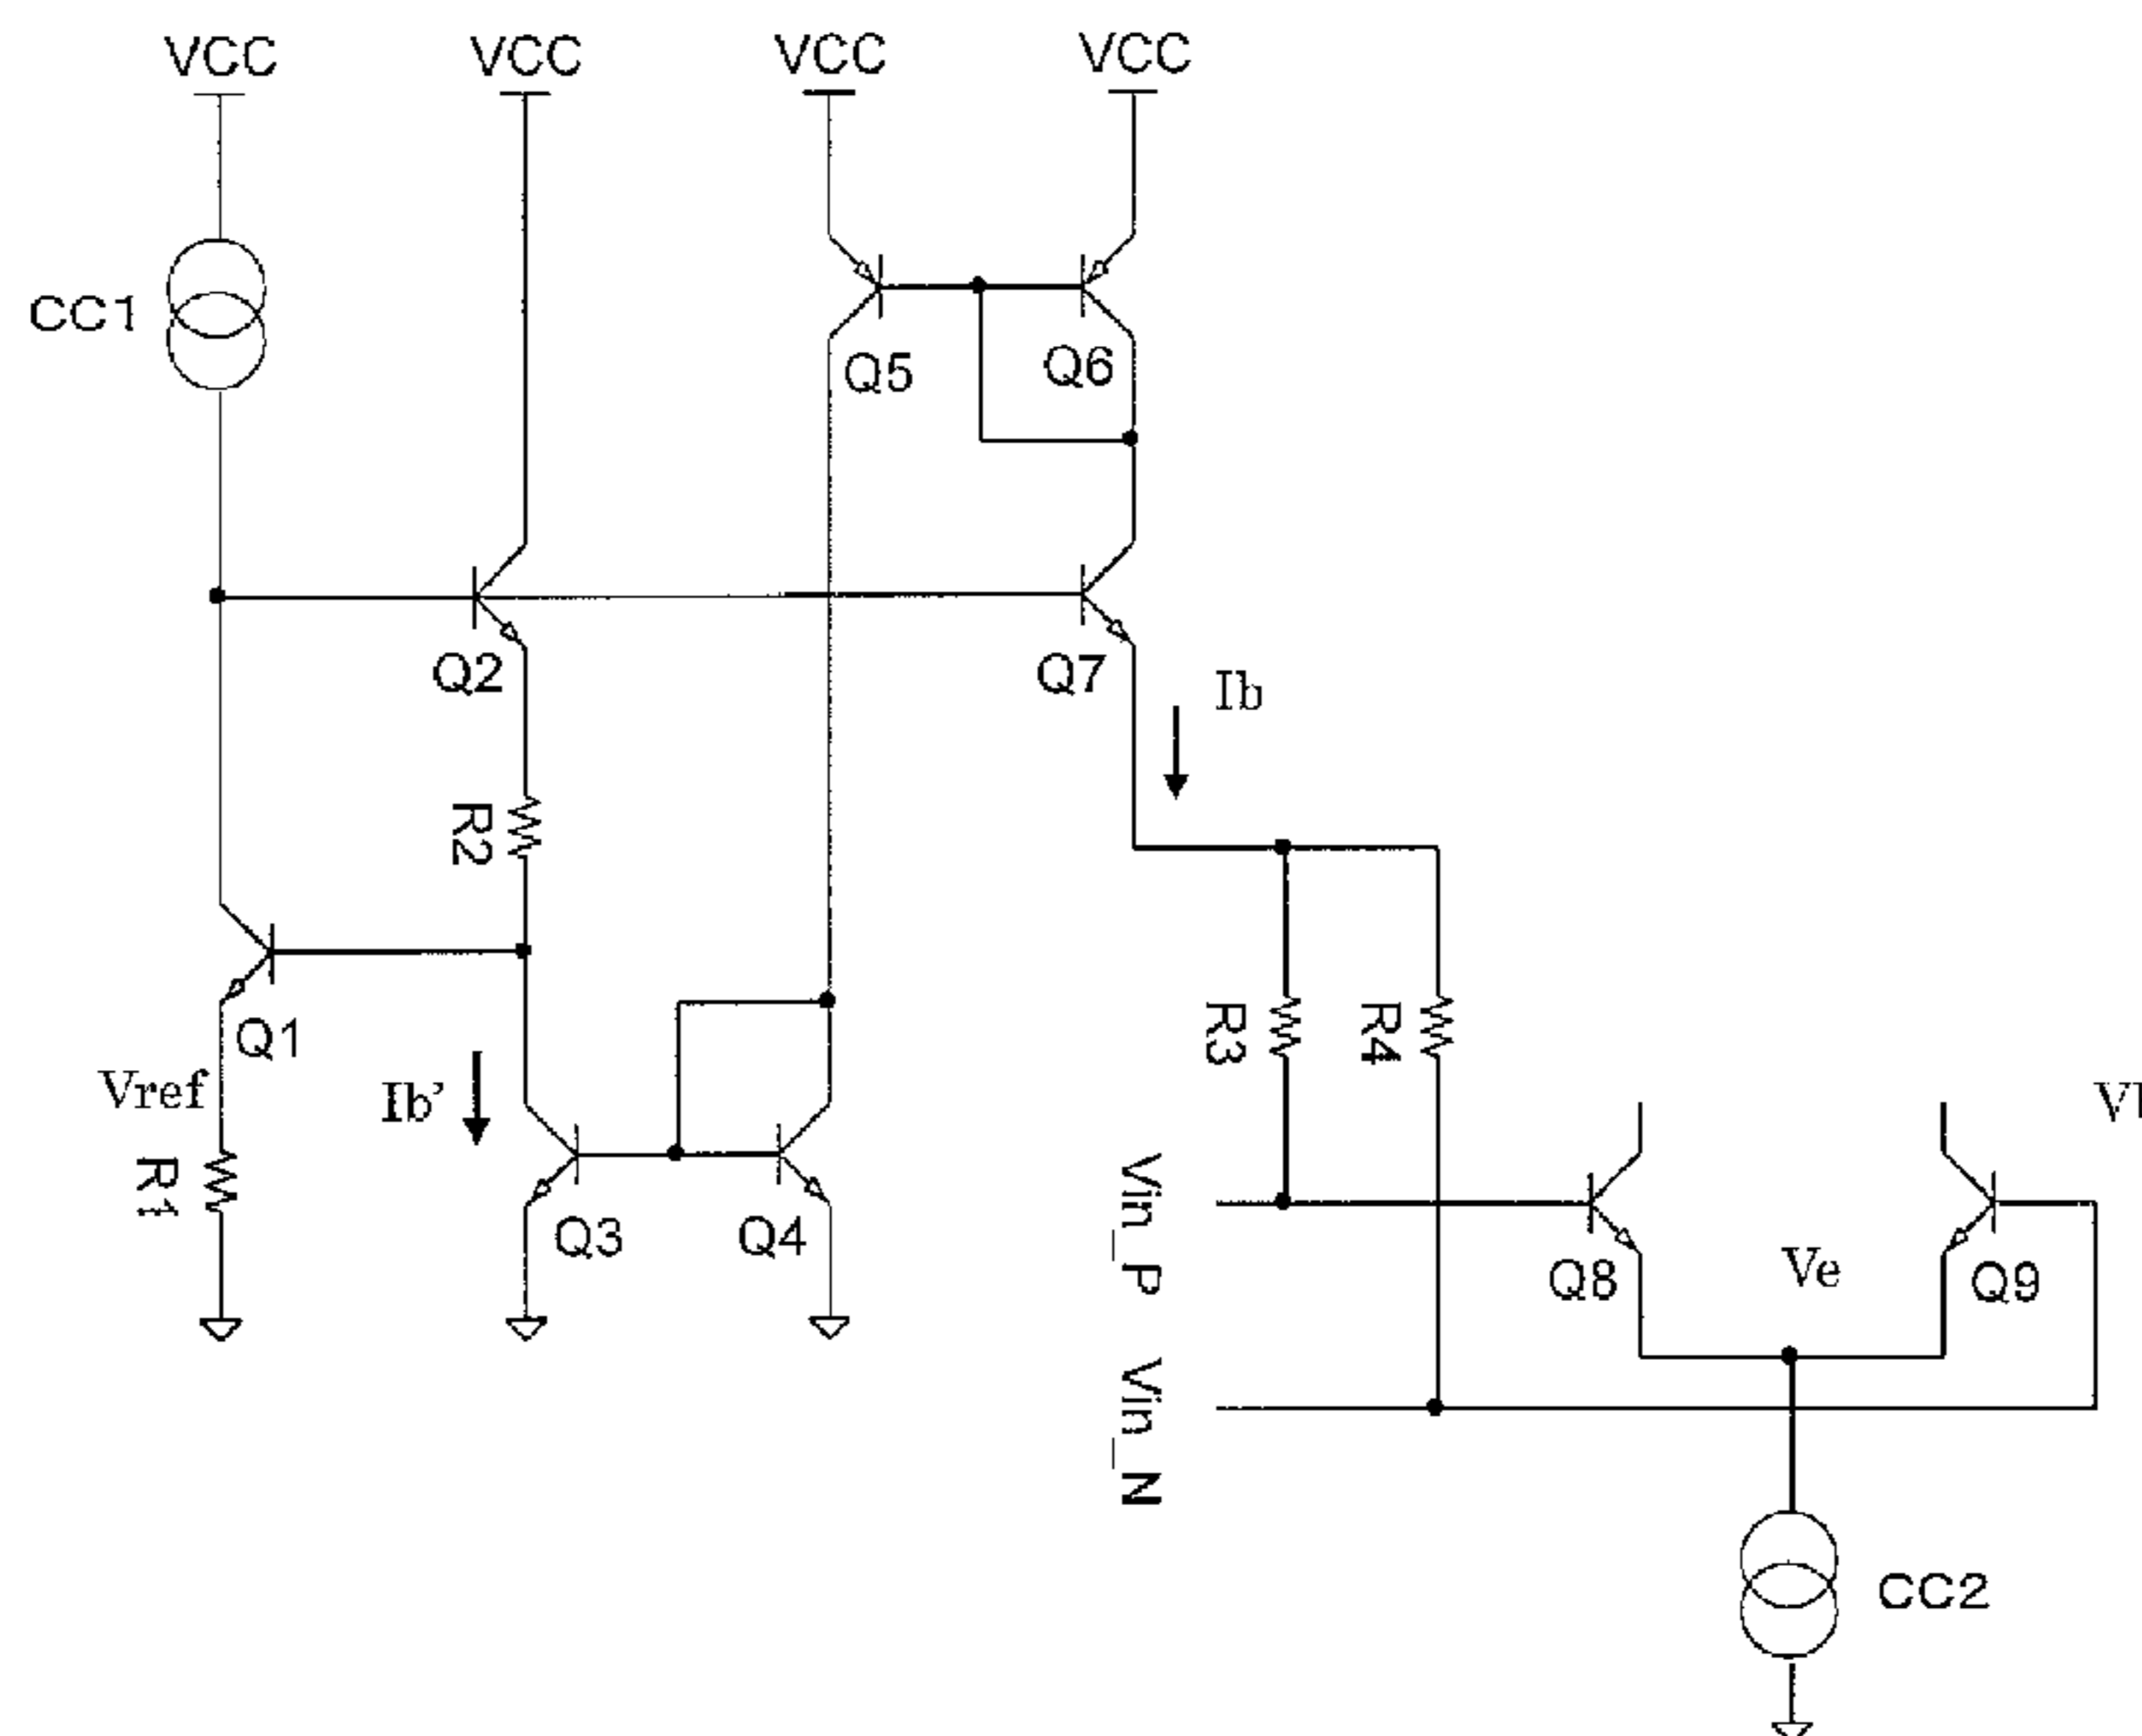 VCC VCC VCC VCC
CC1
Q5 Q6
Q2 Q7
Ib
R2
Q1
R3 R4
Vref Ib'
R1
Vin_P
Q3 Q4
Q8 Ve Q9
Vin_N
CC2